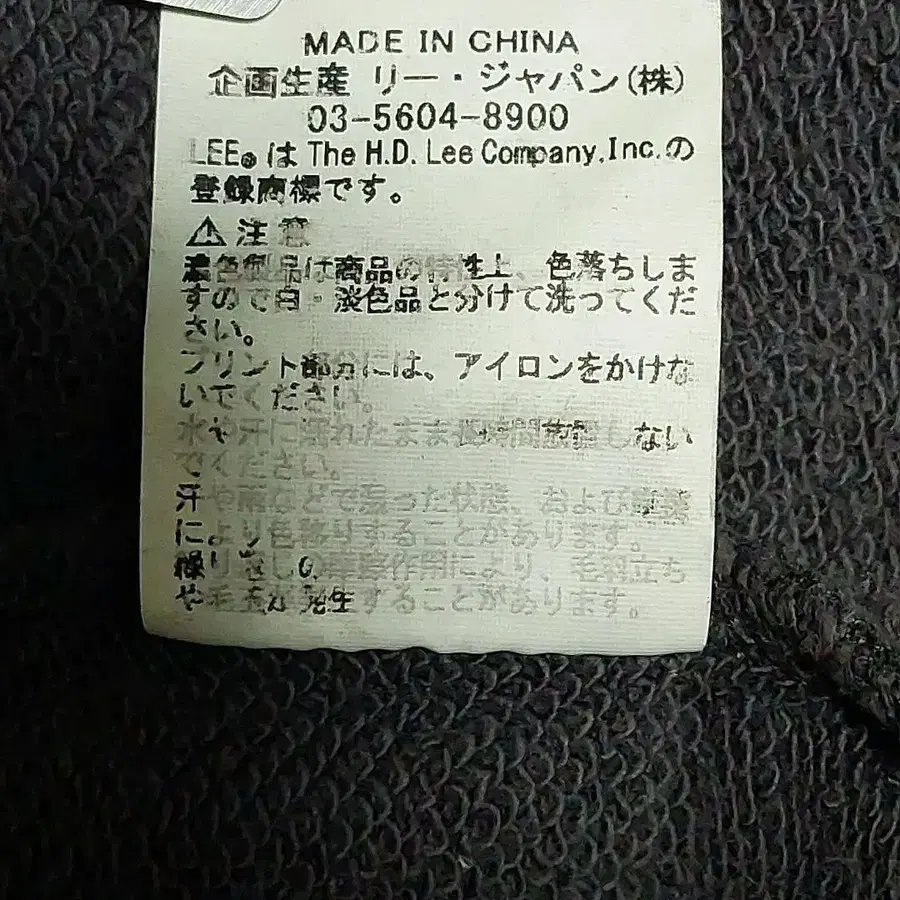 MADE IN CHINA
企画生産 リー・ジャパン(株)
03-5604-8900
LEE®は The H.D. Lee Company,Inc.の
登録商標です。
⚠注意
濃色製品は商品の特性上、色落ちしま
すので白・淡色品と分けて洗ってくだ
さい。
プリント部分には、アイロンをかけな
いでください。
水や汗に濡れたまま長時間放置しない
でください。
汗や雨などで湿った状態、および摩擦
により色移りすることがあります。
繰り返しの摩擦作用により、毛羽立ち
や毛玉が発生することがあります。